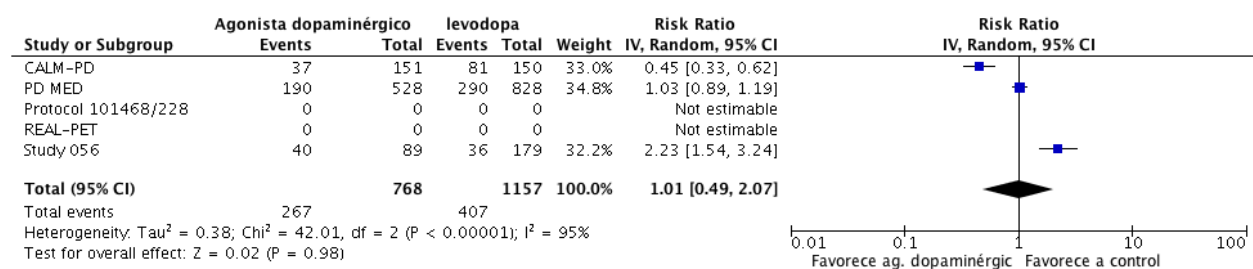 Agonista dopaminérgico levodopa Risk Ratio Risk Ratio
Study or Subgroup Events Total Events Total Weight IV, Random, 95% CI IV, Random, 95% CI
CALM-PD 37 151 81 150 33.0% 0.45 [0.33, 0.62]
PD MED 190 528 290 828 34.8% 1.03 [0.89, 1.19]
Protocol 101468/228 0 0 0 0 Not estimable
REAL-PET 0 0 0 0 Not estimable
Study 056 40 89 36 179 32.2% 2.23 [1.54, 3.24]
Total (95% CI) 768 1157 100.0% 1.01 [0.49, 2.07]
Total events 267 407
Heterogeneity: Tau² = 0.38; Chi² = 42.01, df = 2 (P < 0.00001); I² = 95%
Test for overall effect: Z = 0.02 (P = 0.98)
0.01 0.1 1 10 100
Favorece ag. dopaminérgic Favorece a control